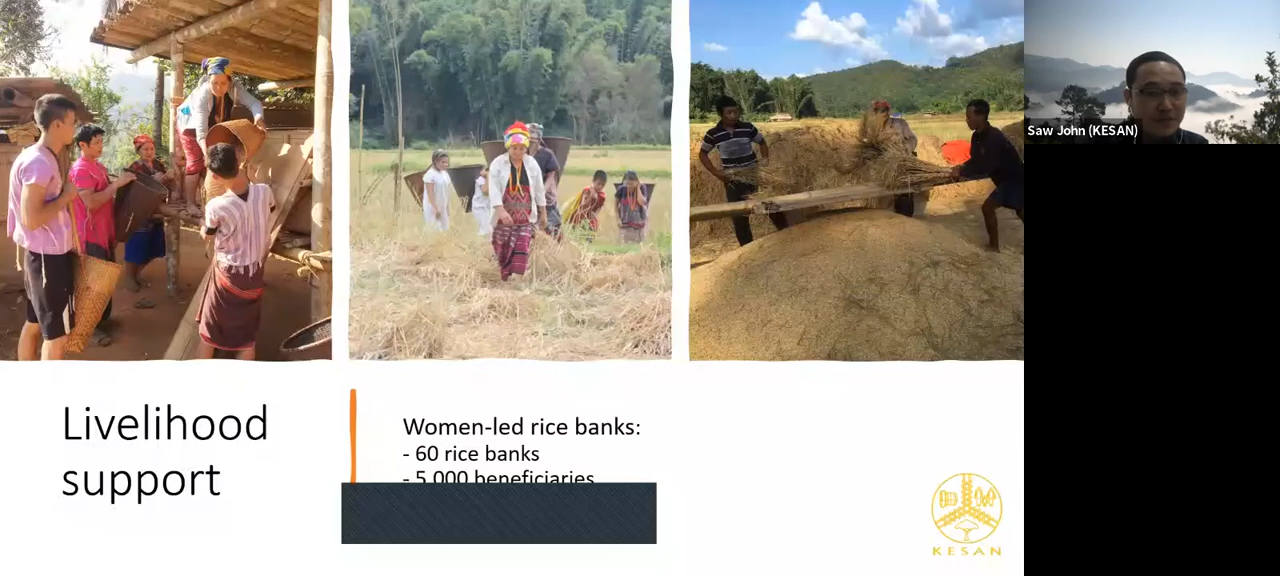 Saw John (KESAN)
Livelihood
support
Women-led rice banks:
- 60 rice banks
- 5,000 beneficiaries
KESAN